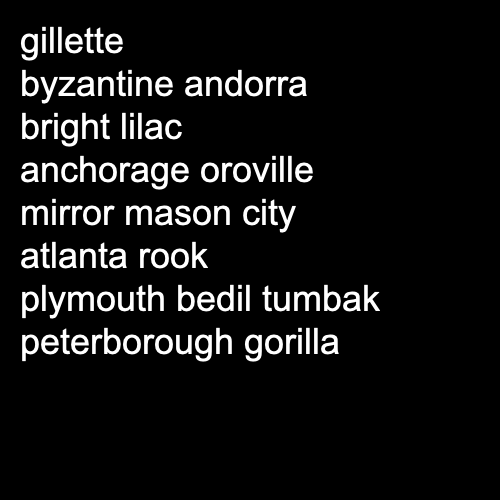 gillette
byzantine andorra
bright lilac
anchorage oroville
mirror mason city
atlanta rook
plymouth bedil tumbak
peterborough gorilla